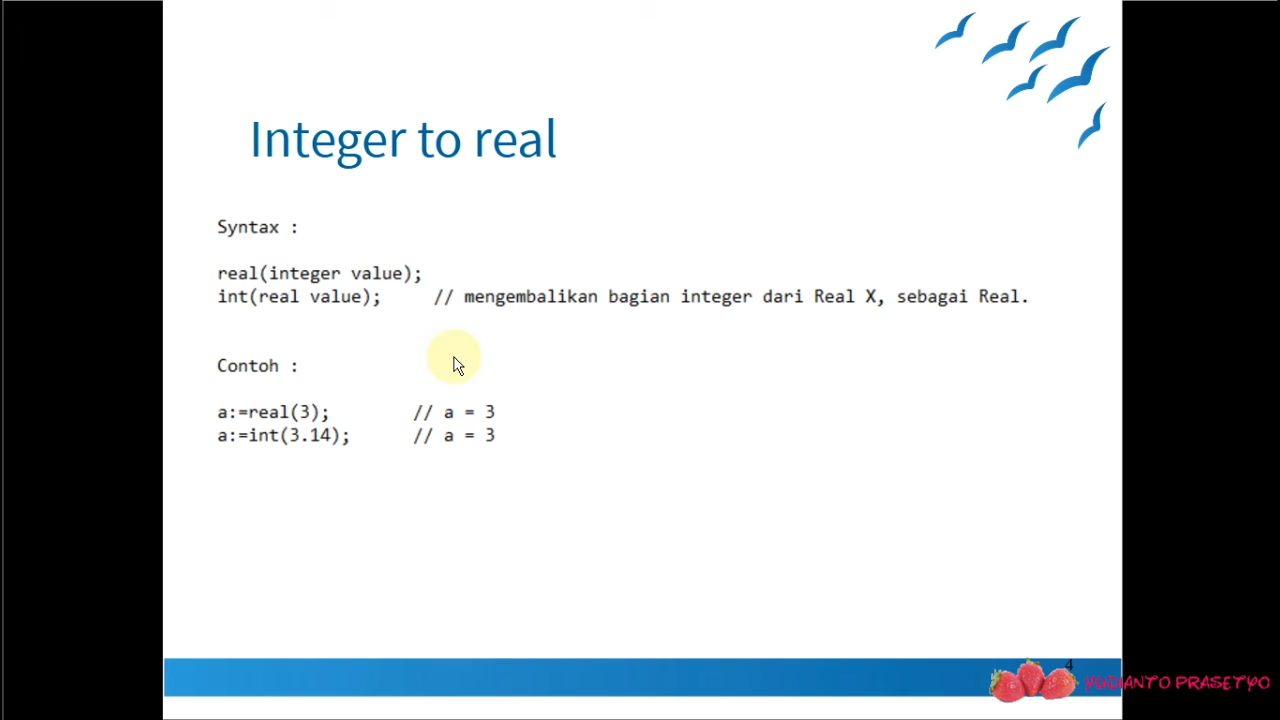 Integer to real
Syntax :
real(integer value);
int(real value);     // mengembalikan bagian integer dari Real X, sebagai Real.
Contoh :
a:=real(3);        // a = 3
a:=int(3.14);      // a = 3
4
YUDIANTO PRASETYO